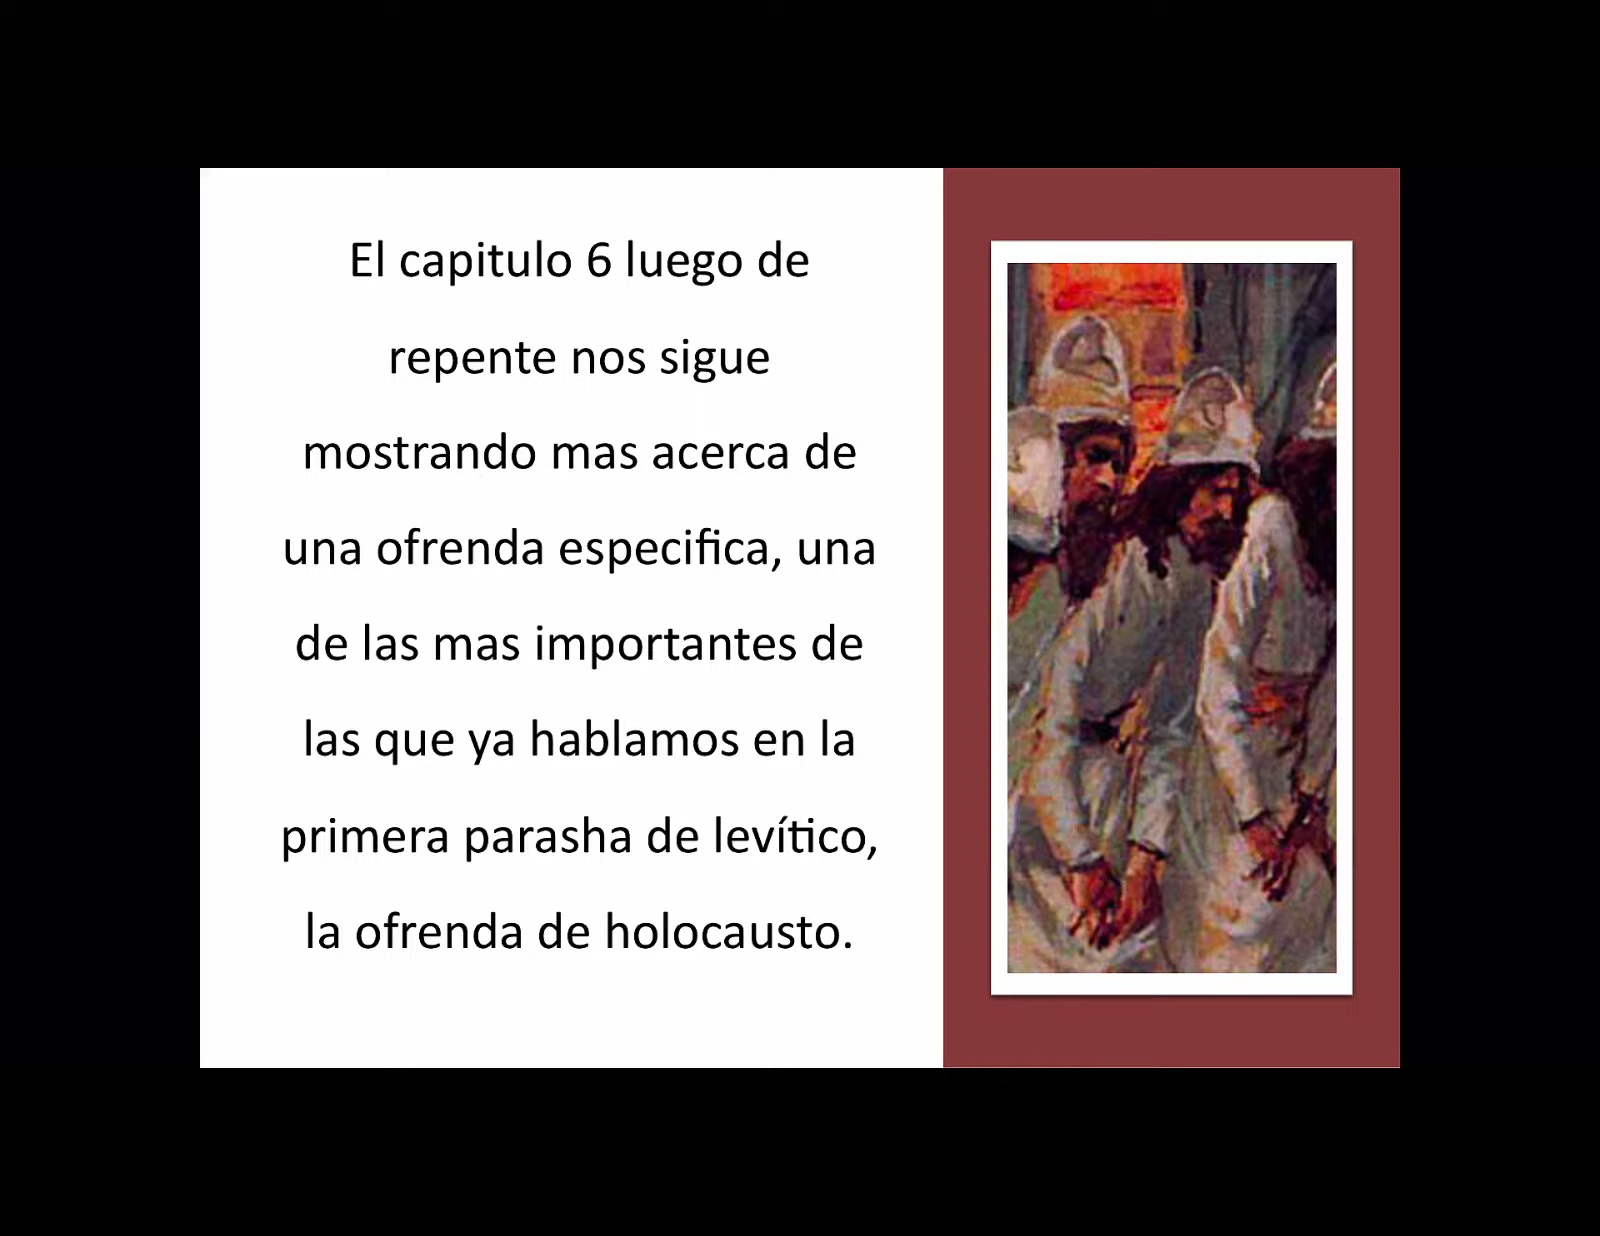 El capitulo 6 luego de
repente nos sigue
mostrando mas acerca de
una ofrenda especifica, una
de las mas importantes de
las que ya hablamos en la
primera parasha de levítico,
la ofrenda de holocausto.